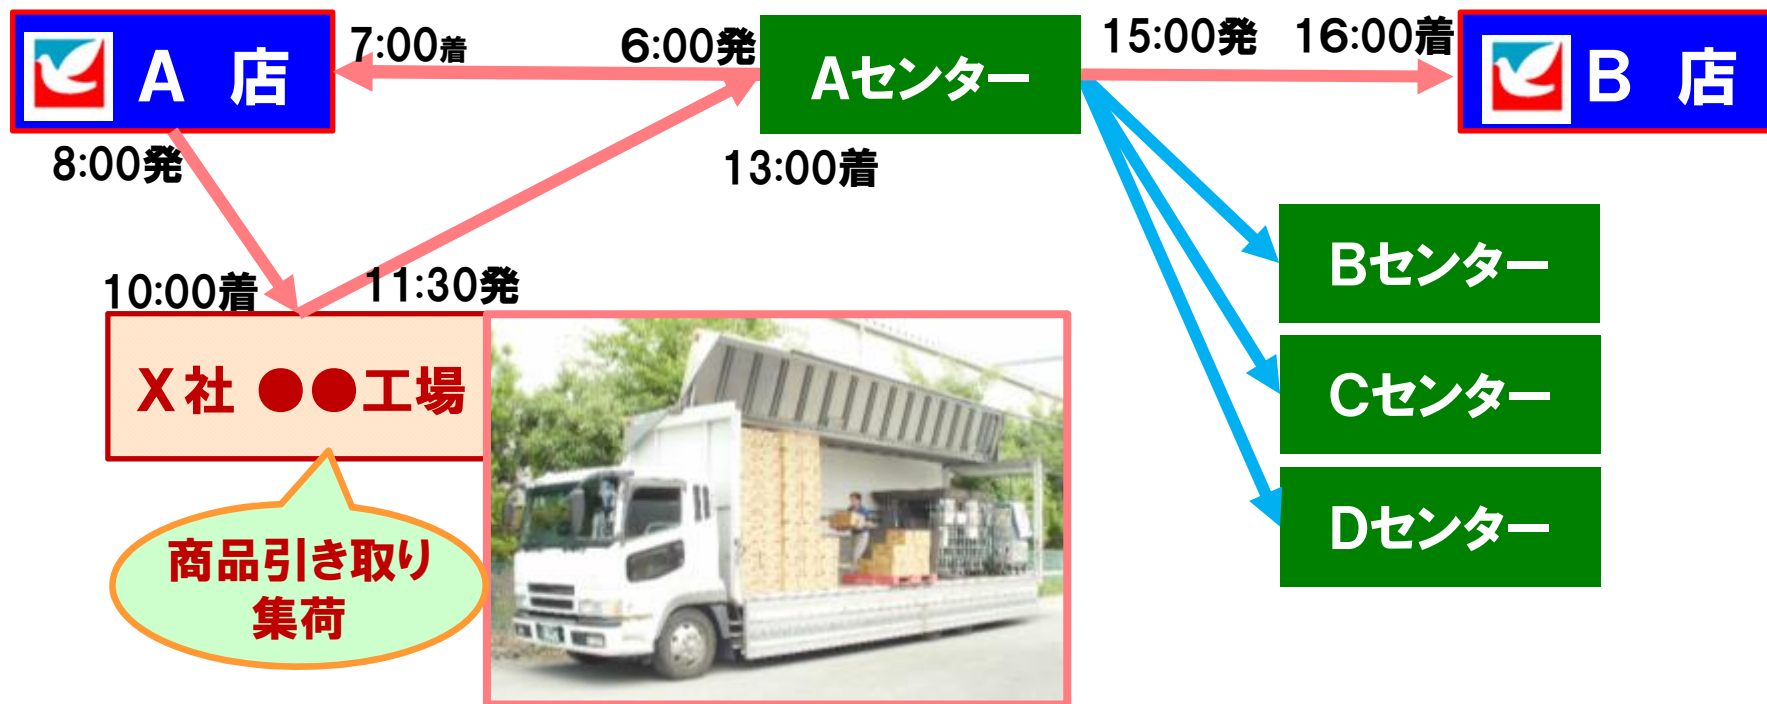 A 店
7:00着
6:00発
Aセンター
15:00発
16:00着
B 店
8:00発
13:00着
10:00着
11:30発
Bセンター
X社 ●●工場
Cセンター
Dセンター
商品引き取り
集荷